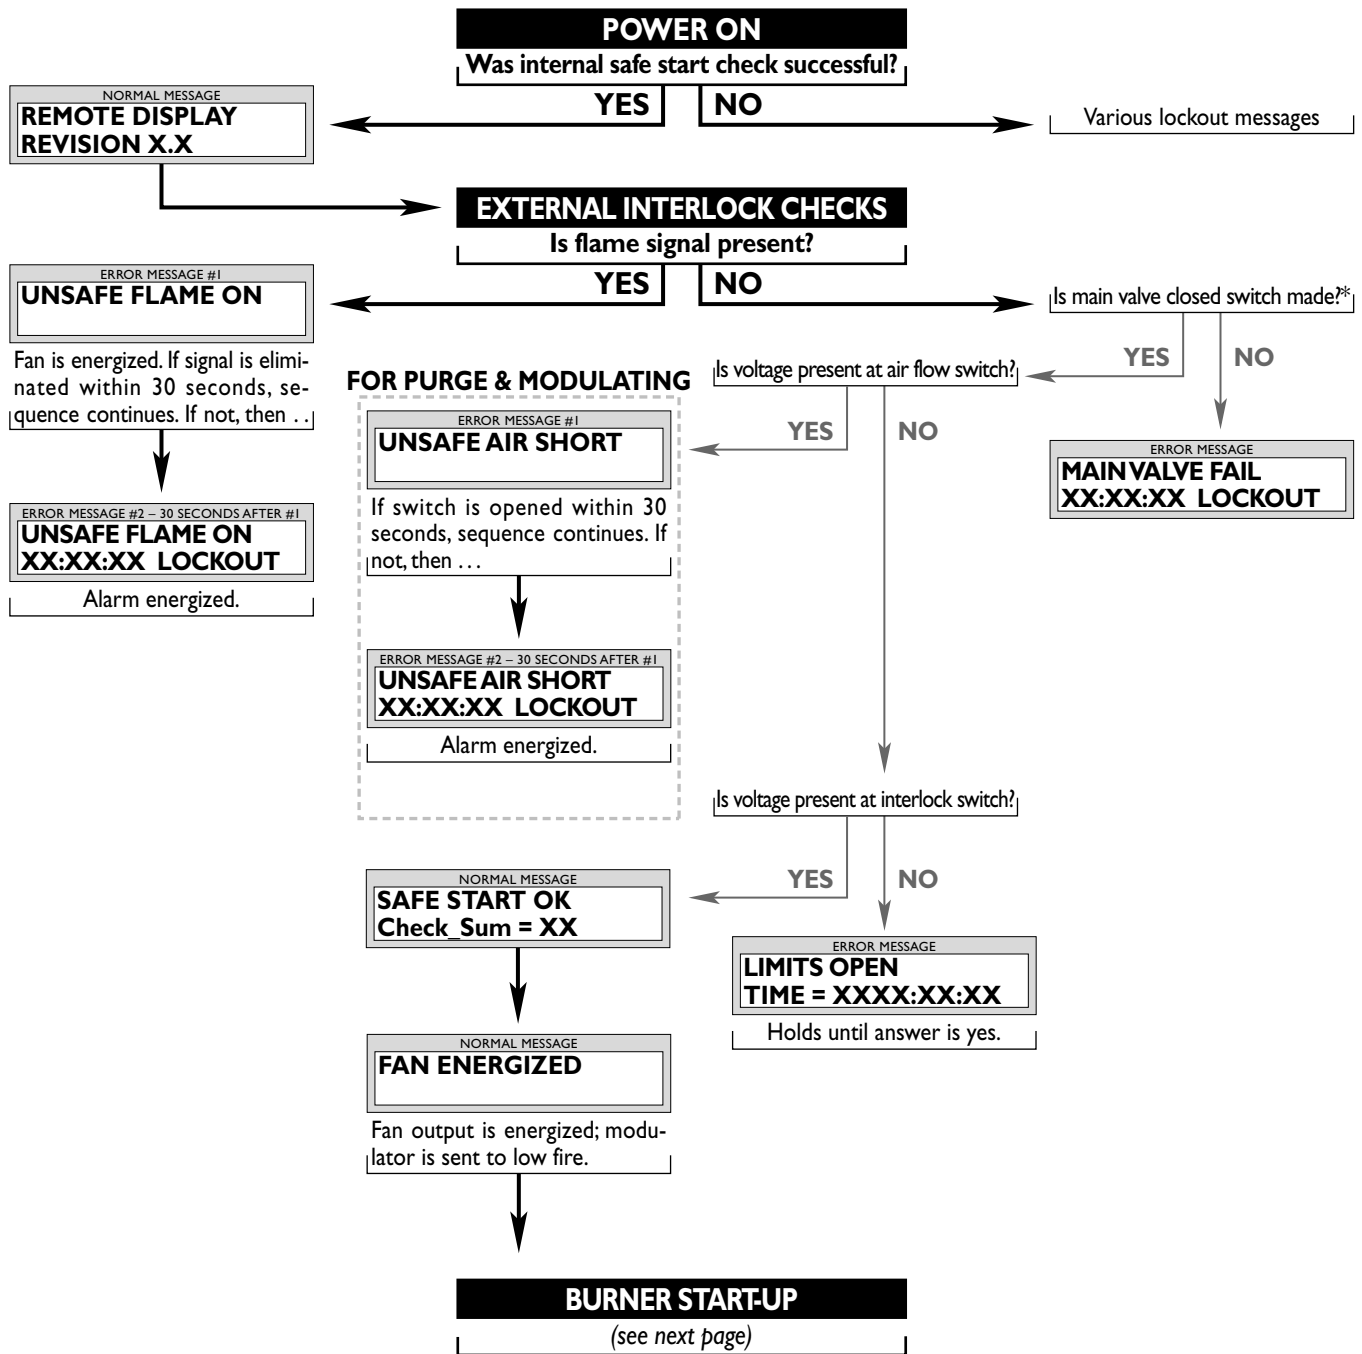 POWER ON
Was internal safe start check successful?
YES
NO
NORMAL MESSAGE
REMOTE DISPLAY
REVISION X.X
Various lockout messages
EXTERNAL INTERLOCK CHECKS
Is flame signal present?
YES
NO
ERROR MESSAGE #1
UNSAFE FLAME ON
Fan is energized. If signal is elimi-
nated within 30 seconds, se-
quence continues. If not, then . .
ERROR MESSAGE #2 – 30 SECONDS AFTER #1
UNSAFE FLAME ON
XX:XX:XX LOCKOUT
Alarm energized.
Is main valve closed switch made?*
YES
NO
ERROR MESSAGE
MAIN VALVE FAIL
XX:XX:XX LOCKOUT
Is voltage present at air flow switch?
YES
NO
FOR PURGE & MODULATING
ERROR MESSAGE #1
UNSAFE AIR SHORT
If switch is opened within 30
seconds, sequence continues. If
not, then . . .
ERROR MESSAGE #2 – 30 SECONDS AFTER #1
UNSAFE AIR SHORT
XX:XX:XX LOCKOUT
Alarm energized.
Is voltage present at interlock switch?
YES
NO
NORMAL MESSAGE
SAFE START OK
Check_Sum = XX
ERROR MESSAGE
LIMITS OPEN
TIME = XXXX:XX:XX
Holds until answer is yes.
NORMAL MESSAGE
FAN ENERGIZED
Fan output is energized; modu-
lator is sent to low fire.
BURNER START-UP
(see next page)